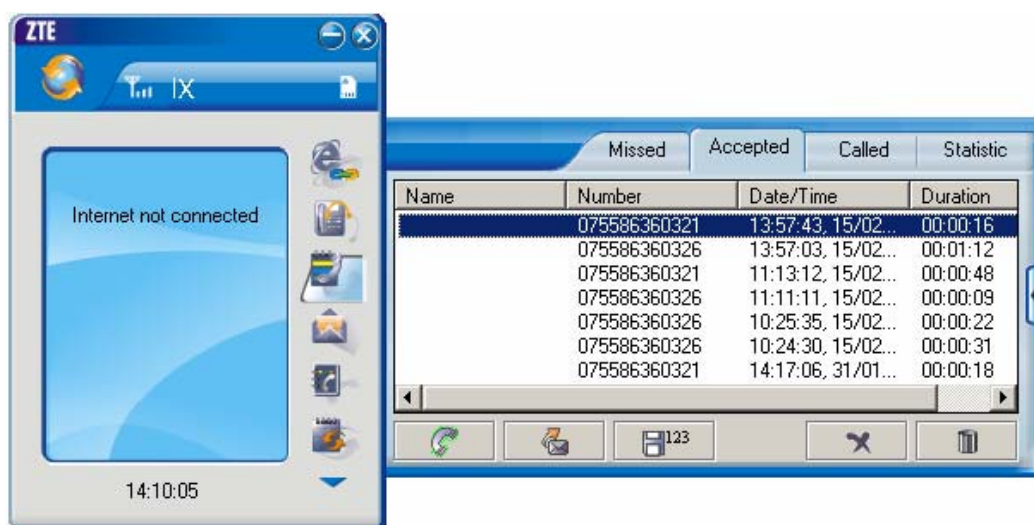 ZTE
IX
Internet not connected
14:10:05
Missed Accepted Called Statistic
Name Number Date/Time Duration
075586360321 13:57:43, 15/02... 00:00:16
075586360326 13:57:03, 15/02... 00:01:12
075586360321 11:13:12, 15/02... 00:00:48
075586360326 11:11:11, 15/02... 00:00:09
075586360326 10:25:35, 15/02... 00:00:22
075586360326 10:24:30, 15/02... 00:00:31
075586360321 14:17:06, 31/01... 00:00:18
123